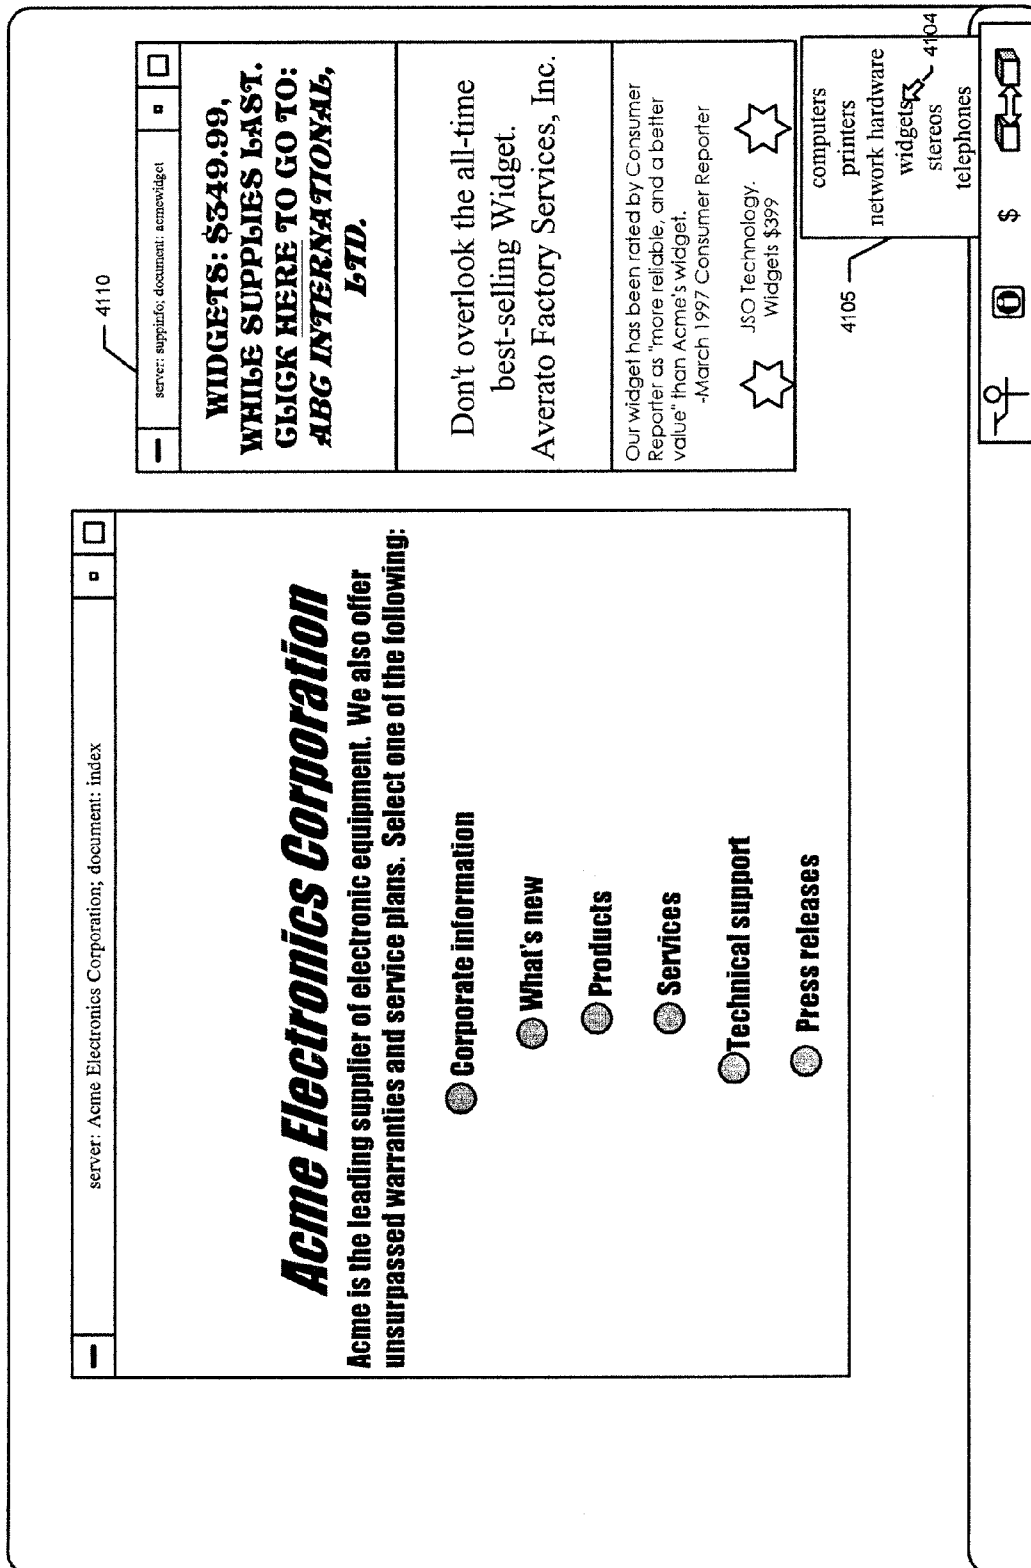 server: Acme Electronics Corporation; document: index
Acme Electronics Corporation
Acme is the leading supplier of electronic equipment. We also offer
unsurpassed warranties and service plans. Select one of the following:
Corporate information
What's new
Products
Services
Technical support
Press releases
4110
server: suppinfo; document: acmewidget
WIDGETS: $349.99,
WHILE SUPPLIES LAST.
CLICK HERE TO GO TO:
ABG INTERNATIONAL,
LTD.
Don't overlook the all-time
best-selling Widget.
Averato Factory Services, Inc.
Our widget has been rated by Consumer
Reporter as "more reliable, and a better
value" than Acme's widget.
-March 1997 Consumer Reporter
JSO Technology.
Widgets $399
4105
computers
printers
network hardware
widgets
stereos
telephones
4104
$